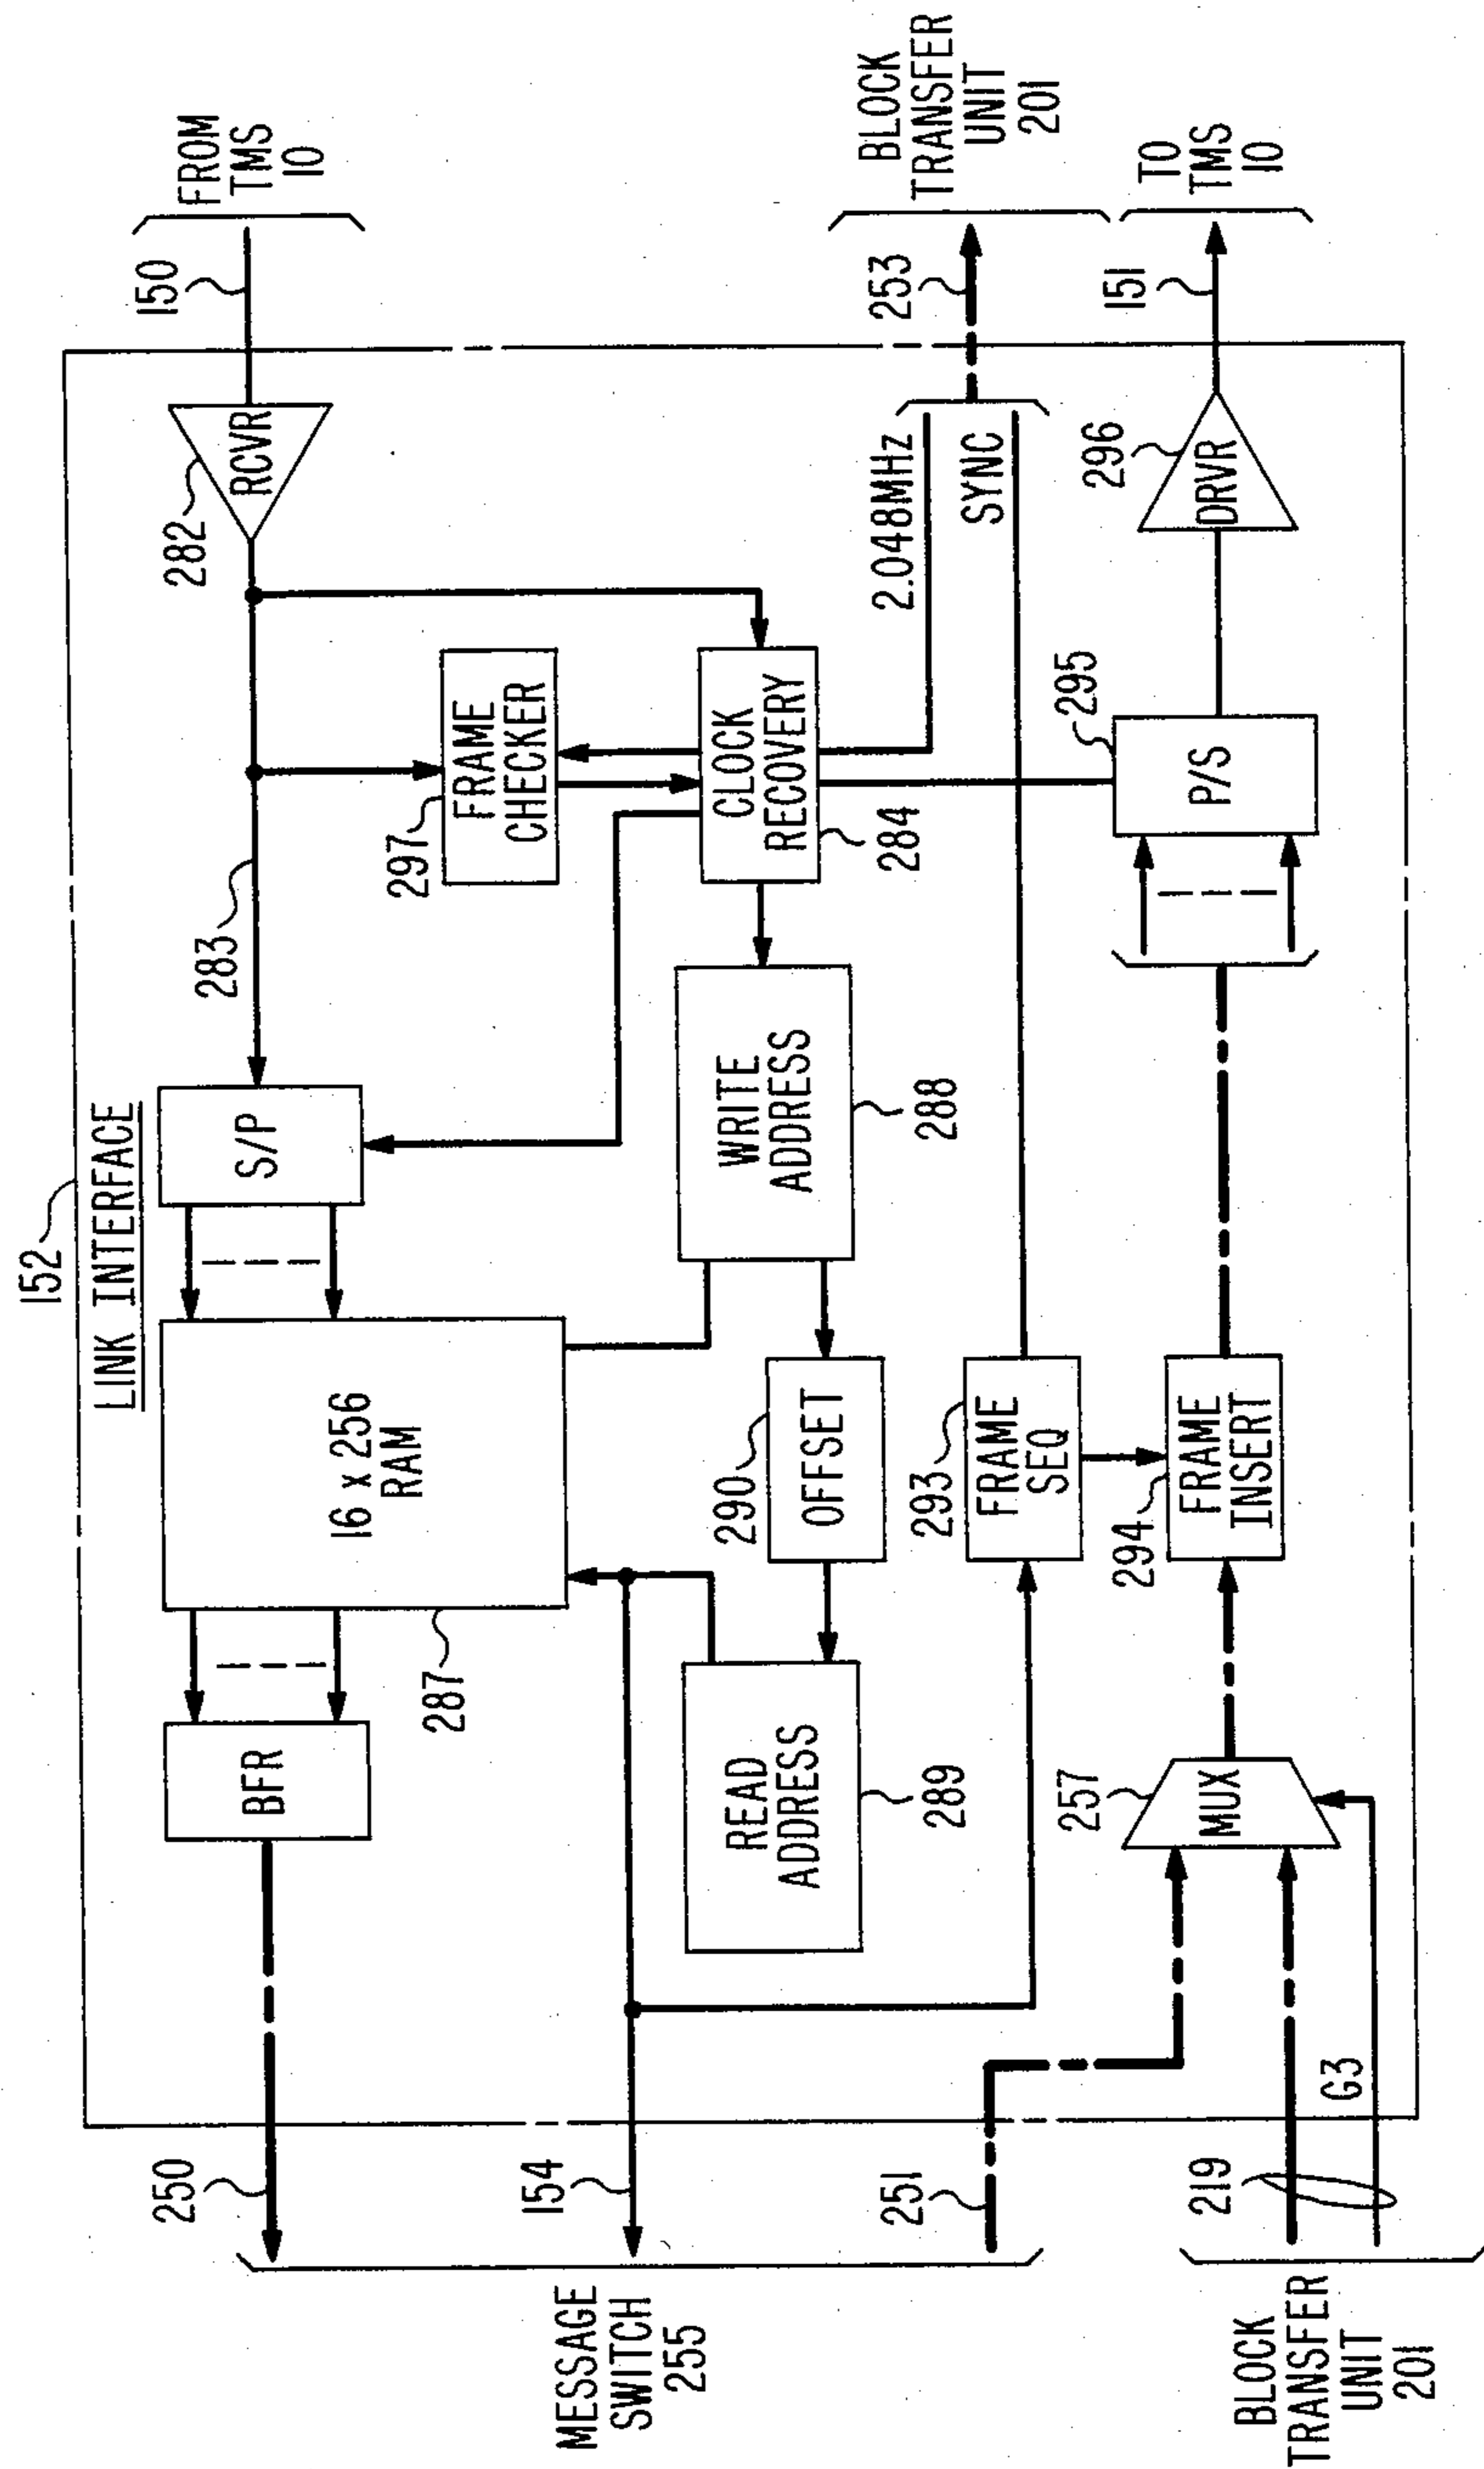 152
LINK INTERFACE
FROM
TMS
10
150
RCVR
282
283
S/P
16 x 256
RAM
287
BFR
250
FRAME
CHECKER
297
CLOCK
RECOVERY
284
WRITE
ADDRESS
288
OFFSET
290
READ
ADDRESS
289
154
MESSAGE
SWITCH
255
251
2.048MHz
SYNC
253
BLOCK
TRANSFER
UNIT
201
FRAME
SEQ
293
FRAME
INSERT
294
MUX
257
G3
219
BLOCK
TRANSFER
UNIT
201
P/S
295
DRVR
296
151
TO
TMS
10